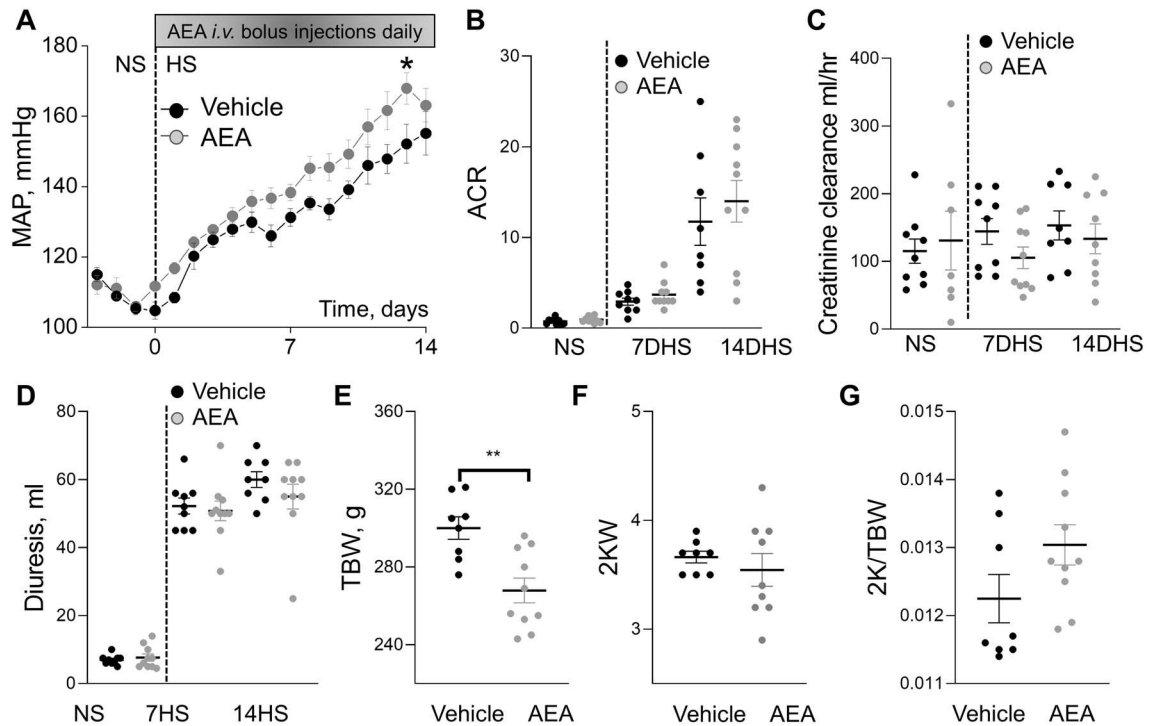 A
AEA i.v. bolus injections daily
180
160
140
120
100
MAP, mmHg
NS
HS
*
Vehicle
AEA
Time, days
0
7
14
B
30
20
10
0
ACR
Vehicle
AEA
NS
7DHS
14DHS
C
400
300
200
100
0
Creatinine clearance ml/hr
Vehicle
AEA
NS
7DHS
14DHS
D
80
60
40
20
0
Diuresis, ml
Vehicle
AEA
NS
7HS
14HS
E
360
320
280
240
TBW, g
**
Vehicle
AEA
F
5
4
3
2KW
Vehicle
AEA
G
0.015
0.014
0.013
0.012
0.011
2K/TBW
Vehicle
AEA